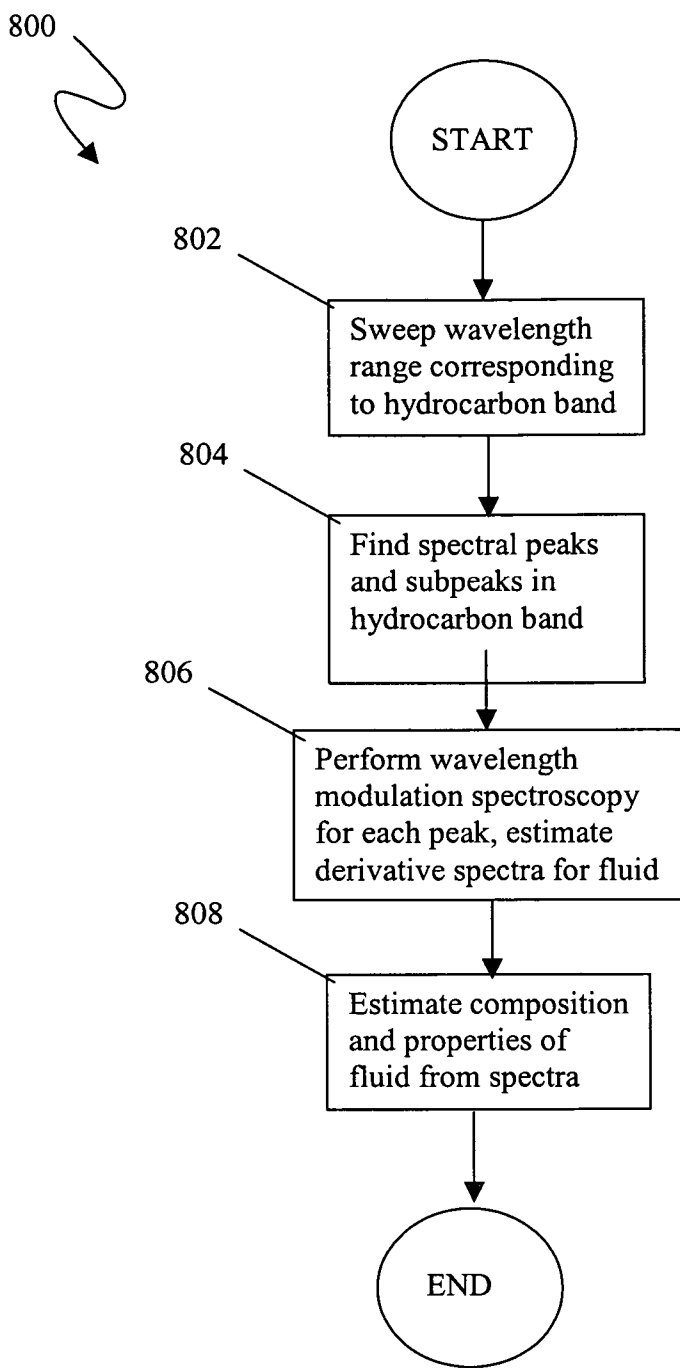 800
START
802
Sweep wavelength
range corresponding
to hydrocarbon band
804
Find spectral peaks
and subpeaks in
hydrocarbon band
806
Perform wavelength
modulation spectroscopy
for each peak, estimate
derivative spectra for fluid
808
Estimate composition
and properties of
fluid from spectra
END